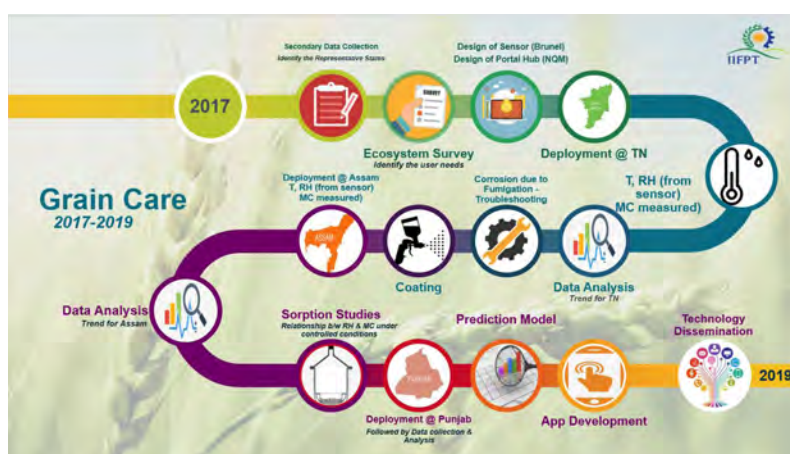 Secondary Data Collection
Identify the Representative States
Design of Sensor (Brunel)
Design of Portal Hub (NQM)
IIFPT
2017
SURVEY
Ecosystem Survey
Identify the user needs
Deployment @ TN
T, RH (from
sensor)
MC measured)
Grain Care
2017-2019
Deployment @ Assam
T, RH (from sensor)
MC measured)
Corrosion due to
Fumigation -
Troubleshooting
ASSAM
Coating
Data Analysis
Trend for TN
Data Analysis
Trend for Assam
Sorption Studies
Relationship b/w RH & MC under
controlled conditions
Prediction Model
Technology
Dissemination
PUNJAB
2019
Deployment @ Punjab
Followed by Data collection &
Analysis
App Development